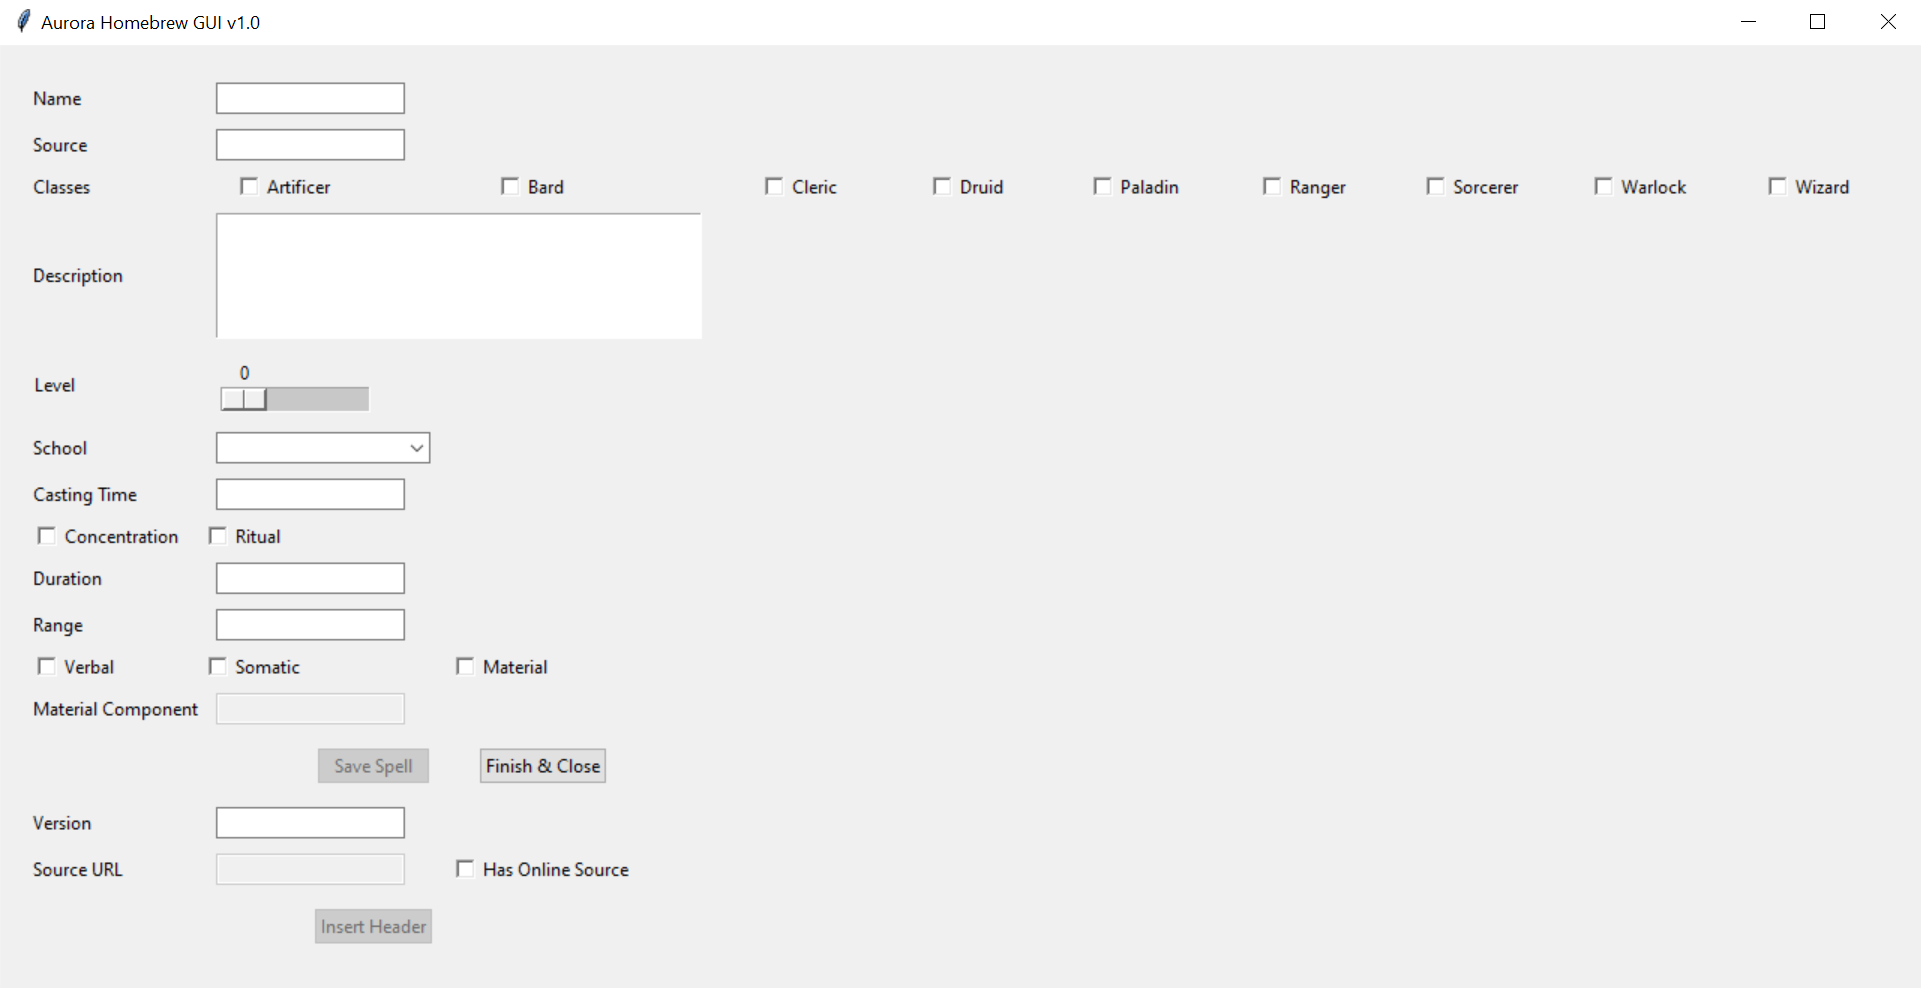 Aurora Homebrew GUI v1.0
Name
Source
Classes Artificer Bard Cleric Druid Paladin Ranger Sorcerer Warlock Wizard
Description
0
Level
School
Casting Time
Concentration Ritual
Duration
Range
Verbal Somatic Material
Material Component
Save Spell Finish & Close
Version
Source URL Has Online Source
Insert Header